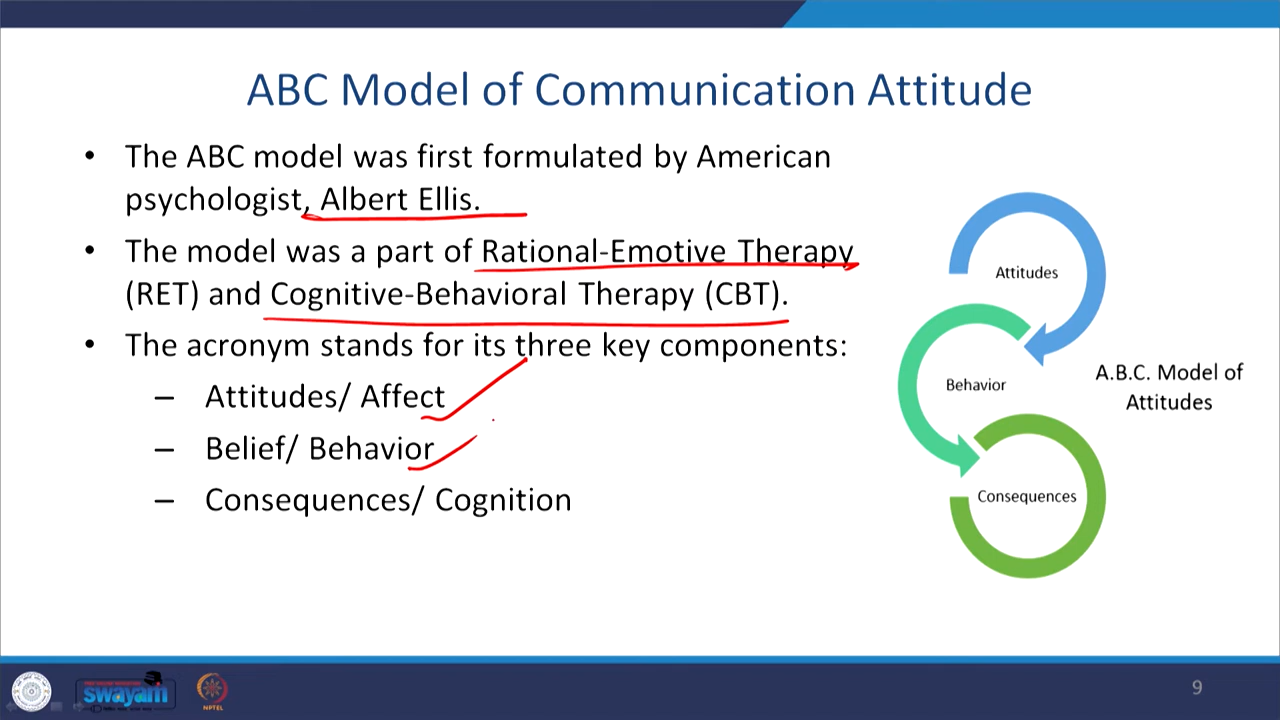 ABC Model of Communication Attitude
• The ABC model was first formulated by American
psychologist, Albert Ellis.
• The model was a part of Rational-Emotive Therapy
(RET) and Cognitive-Behavioral Therapy (CBT).
• The acronym stands for its three key components:
– Attitudes/ Affect
– Belief/ Behavior
– Consequences/ Cognition
Attitudes
Behavior
A.B.C. Model of
Attitudes
Consequences
swayam
NPTEL
9